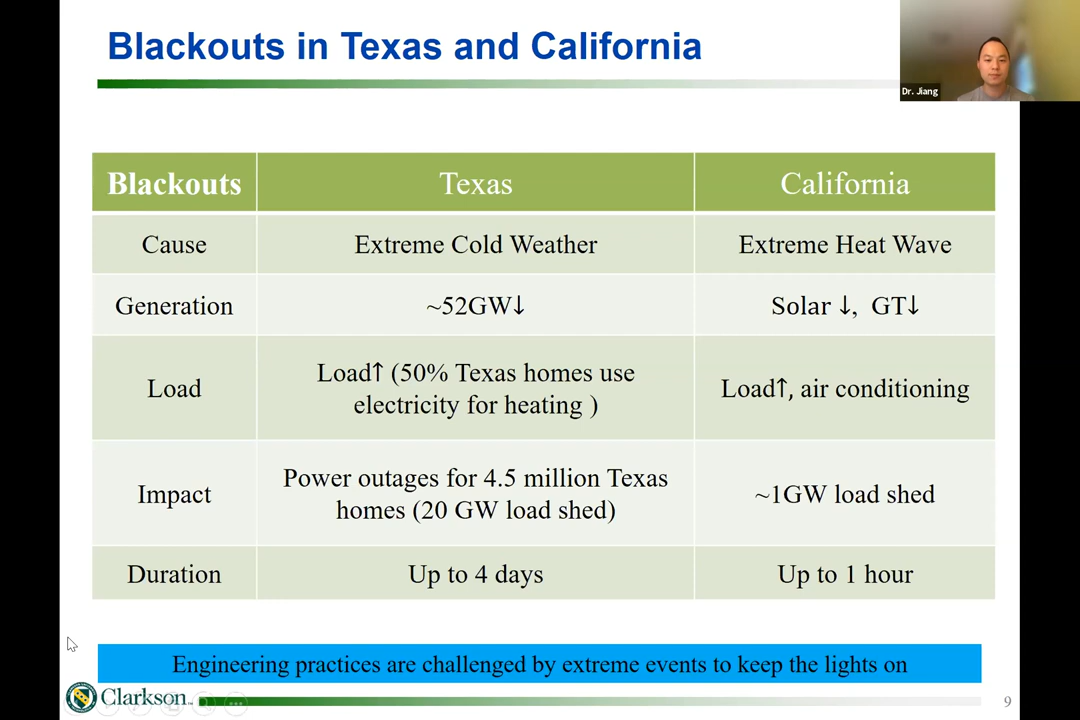 Blackouts in Texas and California
Dr. Jiang
Blackouts Texas California
Cause Extreme Cold Weather Extreme Heat Wave
Generation ~52GW↓ Solar ↓, GT↓
Load Load↑ (50% Texas homes use
electricity for heating ) Load↑, air conditioning
Impact Power outages for 4.5 million Texas
homes (20 GW load shed) ~1GW load shed
Duration Up to 4 days Up to 1 hour
Engineering practices are challenged by extreme events to keep the lights on
Clarkson
9